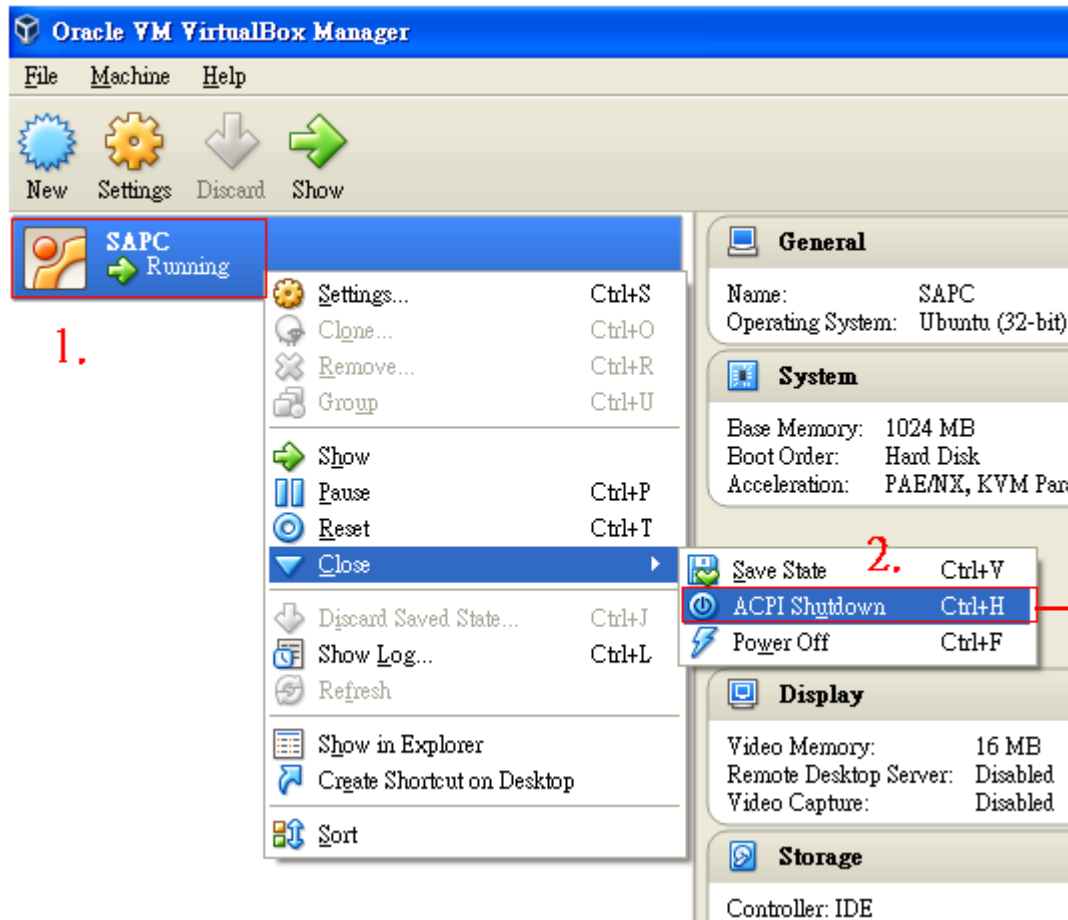 Oracle VM VirtualBox Manager
File Machine Help
New Settings Discard Show
SAPC
Running
1.
Settings... Ctrl+S
Clone... Ctrl+O
Remove... Ctrl+R
Group Ctrl+U
Show
Pause Ctrl+P
Reset Ctrl+T
Close
Discard Saved State... Ctrl+J
Show Log... Ctrl+L
Refresh
Show in Explorer
Create Shortcut on Desktop
Sort
2.
Save State Ctrl+V
ACPI Shutdown Ctrl+H
Power Off Ctrl+F
General
Name: SAPC
Operating System: Ubuntu (32-bit)
System
Base Memory: 1024 MB
Boot Order: Hard Disk
Acceleration: PAE/NX, KVM Para
Display
Video Memory: 16 MB
Remote Desktop Server: Disabled
Video Capture: Disabled
Storage
Controller: IDE